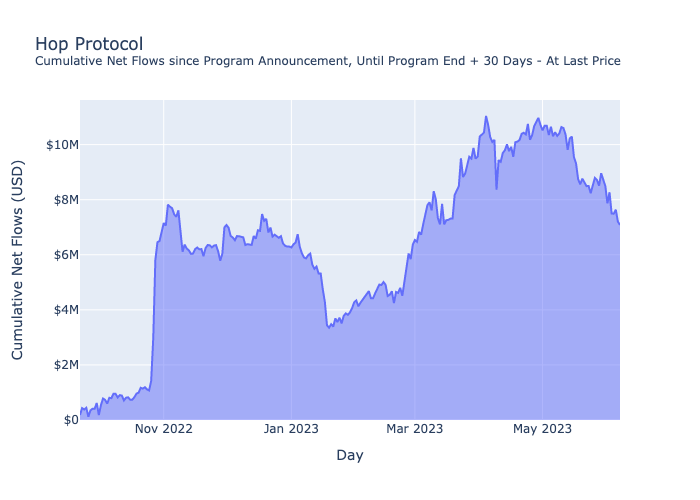 Hop Protocol
Cumulative Net Flows since Program Announcement, Until Program End + 30 Days - At Last Price
Cumulative Net Flows (USD)
$10M
$8M
$6M
$4M
$2M
$0
Nov 2022
Jan 2023
Mar 2023
May 2023
Day